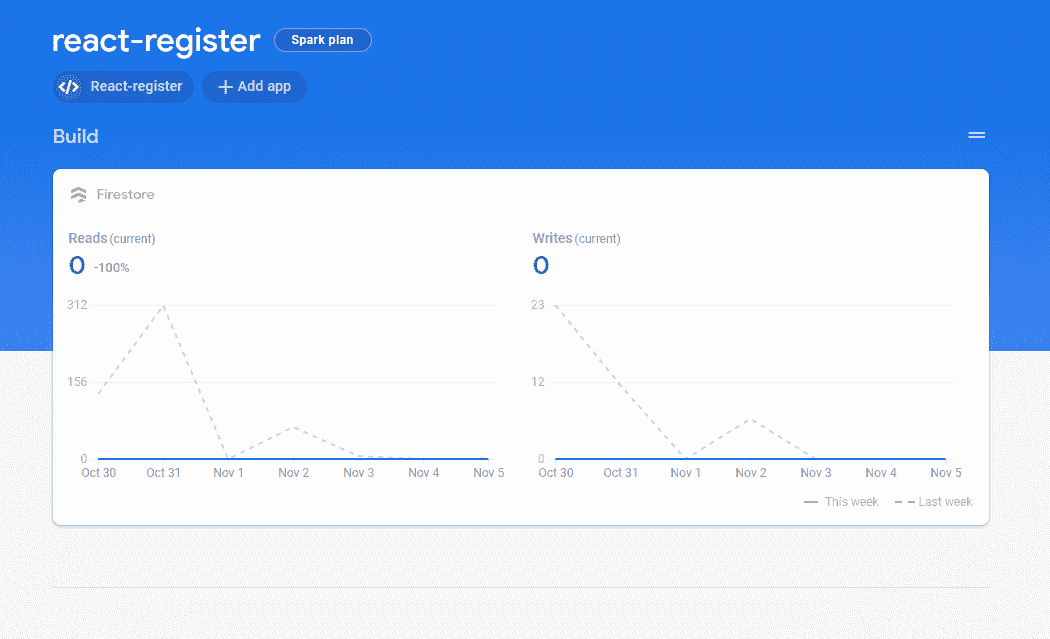 react-register Spark plan
</> React-register + Add app
Build
Firestore
Reads (current)
0 -100%
312
156
0
Oct 30 Oct 31 Nov 1 Nov 2 Nov 3 Nov 4 Nov 5
Writes (current)
0
23
12
0
Oct 30 Oct 31 Nov 1 Nov 2 Nov 3 Nov 4 Nov 5
This week Last week